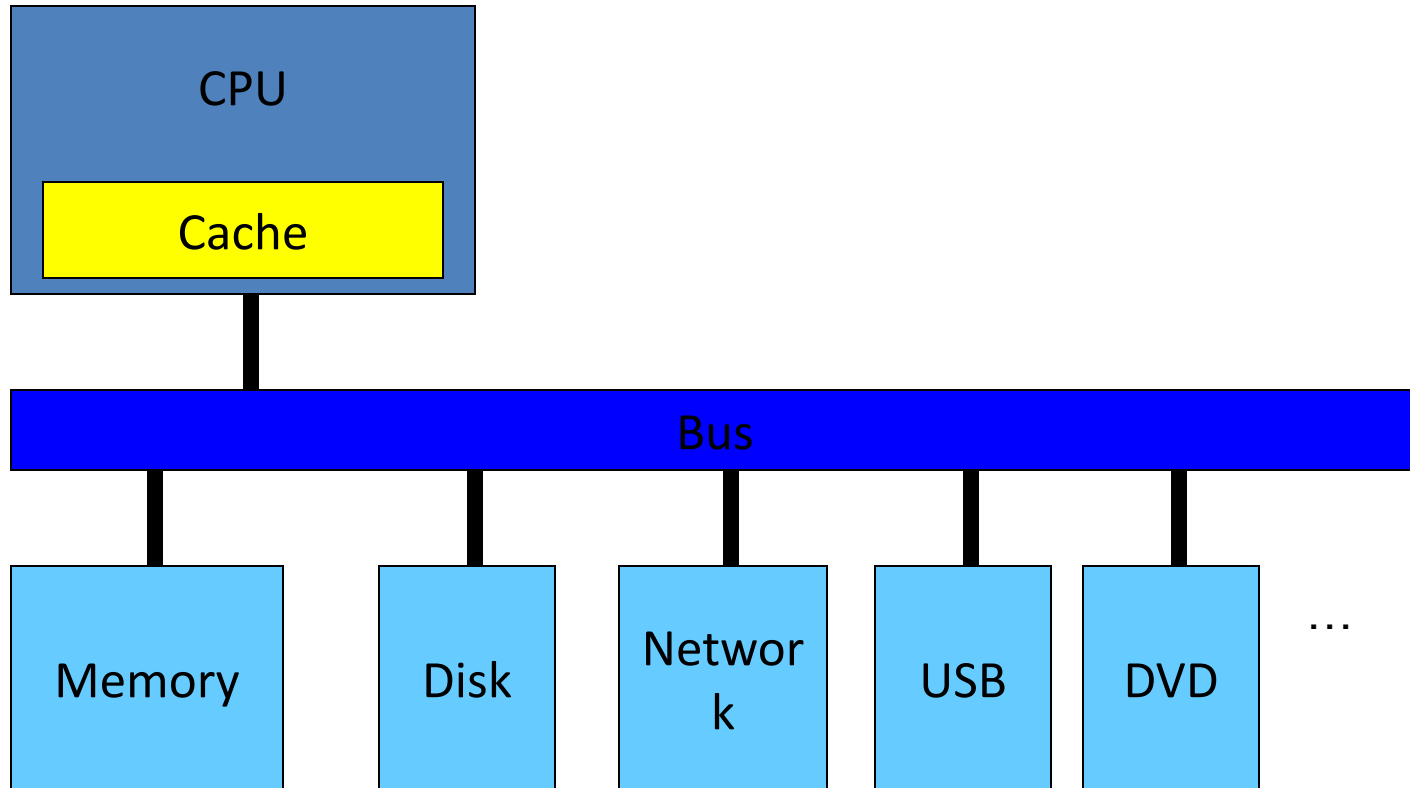 CPU
Cache
Bus
Memory
Disk
Networ
k
USB
DVD
…